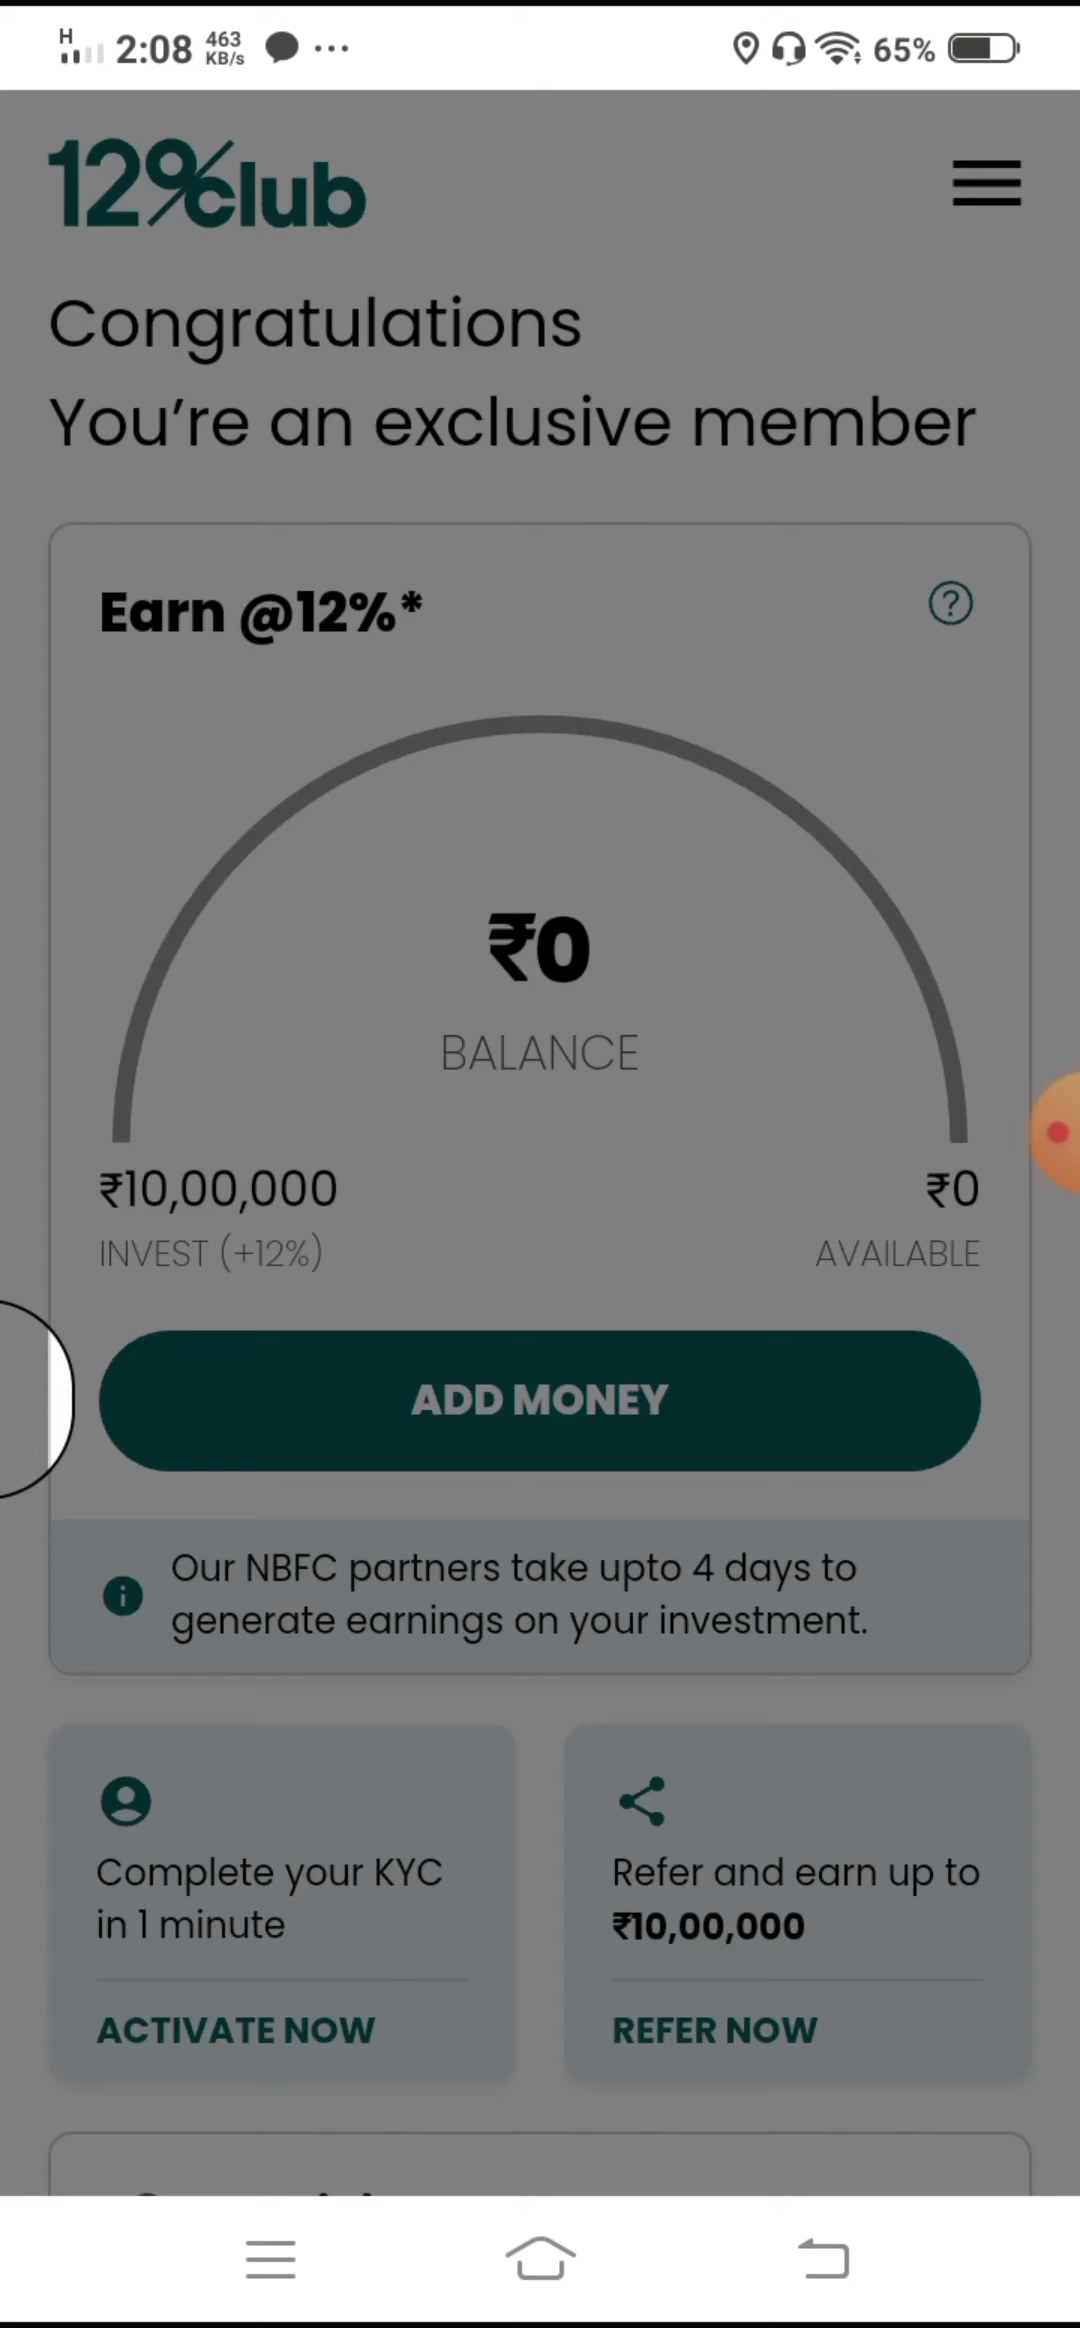 H 2:08 463 KB/s ... 65%
12%club
Congratulations
You're an exclusive member
Earn @12%*
?
₹0
BALANCE
₹10,00,000 ₹0
INVEST (+12%) AVAILABLE
ADD MONEY
Our NBFC partners take upto 4 days to
generate earnings on your investment.
Complete your KYC
in 1 minute
ACTIVATE NOW
Refer and earn up to
₹10,00,000
REFER NOW